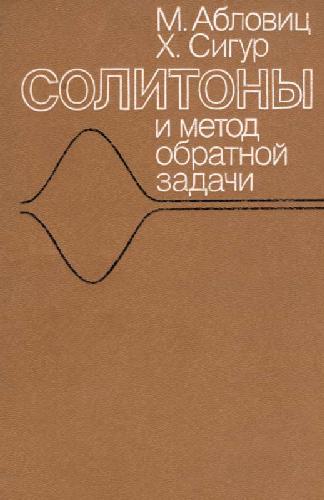 М. Абловиц
Х. Сигур
СОЛИТОНЫ
и метод
обратной
задачи